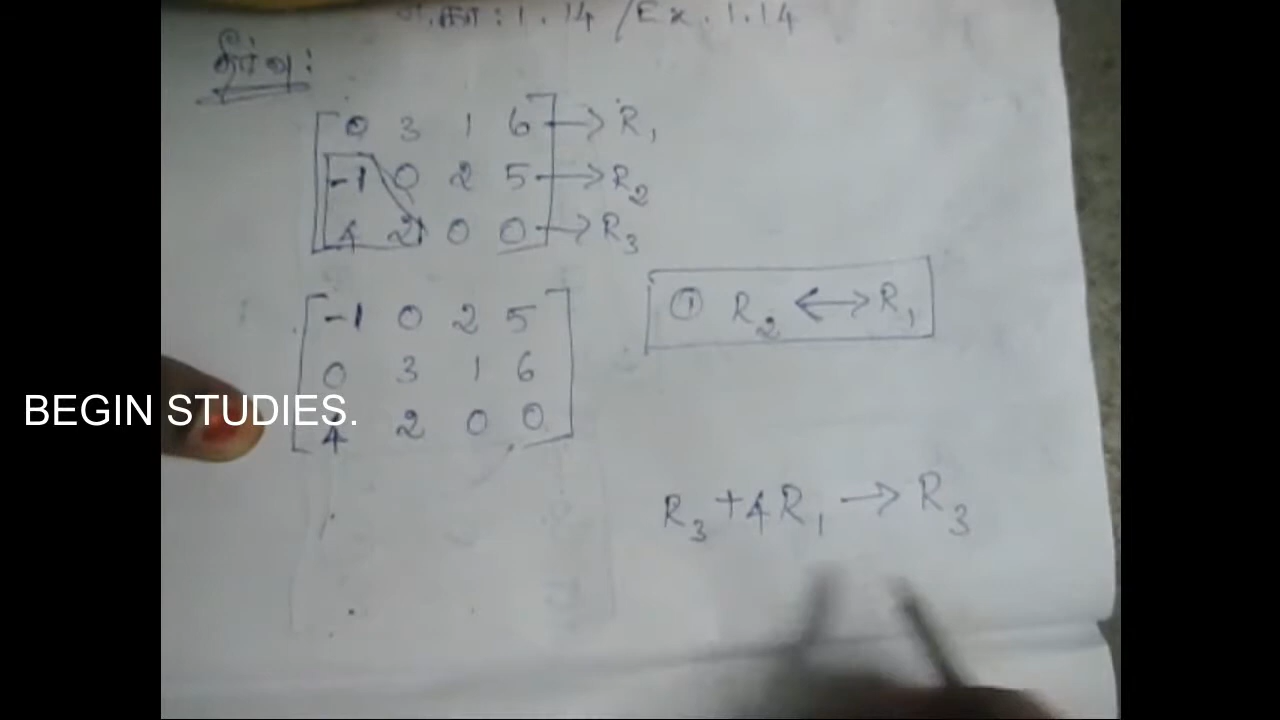 : 1.14 / Ex. 1.14
தீர்வு:
0 3 1 6 → R₁
-1 0 2 5 → R₂
4 2 0 0 → R₃
-1 0 2 5
① R₂ ↔ R₁
0 3 1 6
BEGIN STUDIES.
4 2 0 0
R₃ + 4R₁ → R₃